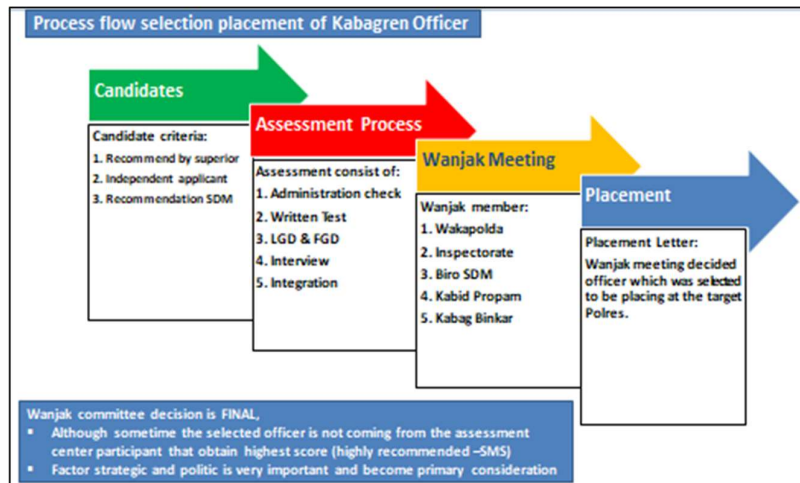 Process flow selection placement of Kabagren Officer
Candidates
Candidate criteria:
1. Recommend by superior
2. Independent applicant
3. Recommendation SDM
Assessment Process
Assessment consist of:
1. Administration check
2. Written Test
3. LGD & FGD
4. Interview
5. Integration
Wanjak Meeting
Wanjak member:
1. Wakapolda
2. Inspectorate
3. Biro SDM
4. Kabid Propam
5. Kabag Binkar
Placement
Placement Letter:
Wanjak meeting decided
officer which was selected
to be placing at the target
Polres.
Wanjak committee decision is FINAL,
▪ Although sometime the selected officer is not coming from the assessment
center participant that obtain highest score (highly recommended –SMS)
▪ Factor strategic and politic is very important and become primary consideration